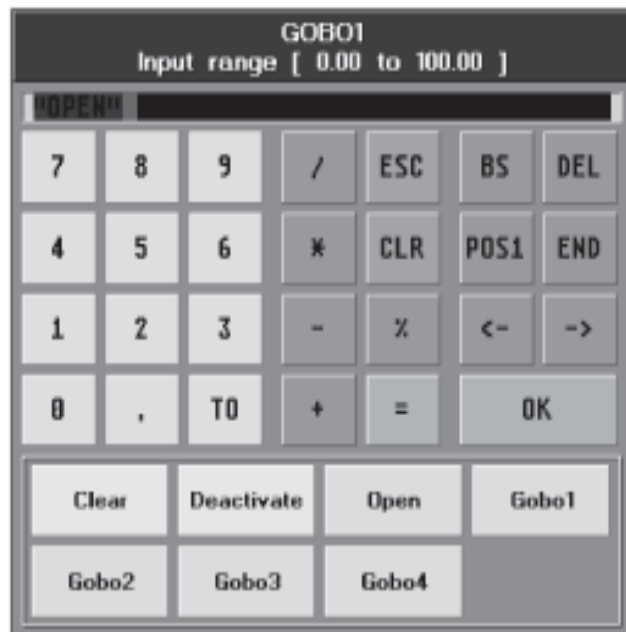 GOBO1
Input range [ 0.00 to 100.00 ]
"OPEN"
7 8 9 / ESC BS DEL
4 5 6 * CLR POS1 END
1 2 3 - % <- ->
0 . TO + = OK
Clear Deactivate Open Gobo1
Gobo2 Gobo3 Gobo4